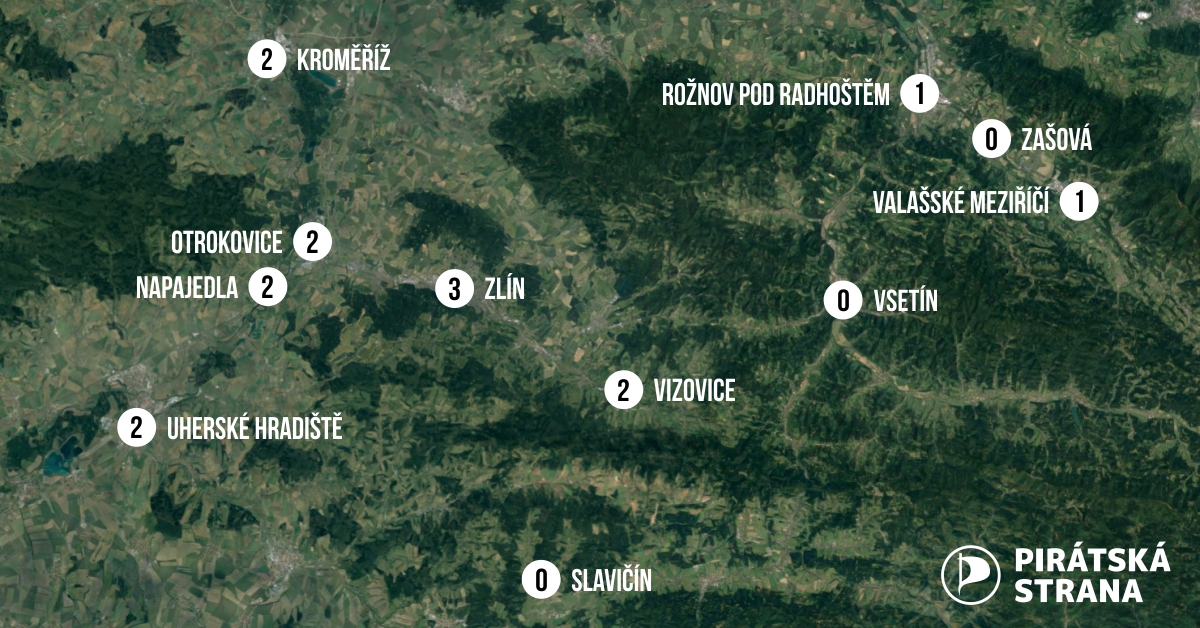 2 KROMĚŘÍŽ
ROŽNOV POD RADHOŠTĚM 1
0 ZAŠOVÁ
VALAŠSKÉ MEZIŘÍČÍ 1
OTROKOVICE 2
NAPAJEDLA 2
3 ZLÍN
0 VSETÍN
2 VIZOVICE
2 UHERSKÉ HRADIŠTĚ
0 SLAVIČÍN
PIRÁTSKÁ
STRANA